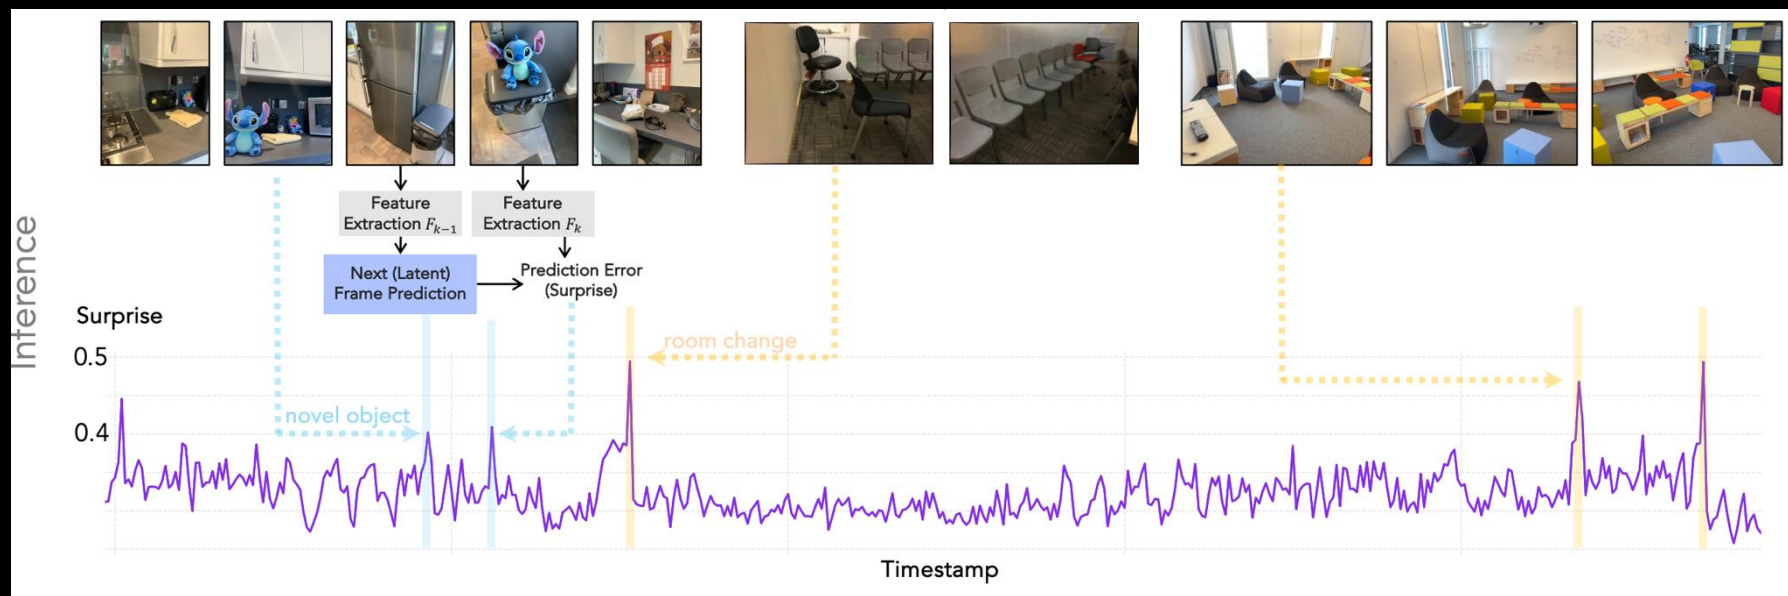 Feature
Extraction F_{k−1}
Feature
Extraction F_k
Next (Latent)
Frame Prediction
Prediction Error
(Surprise)
Inference
Surprise
0.5
room change
novel object
0.4
Timestamp